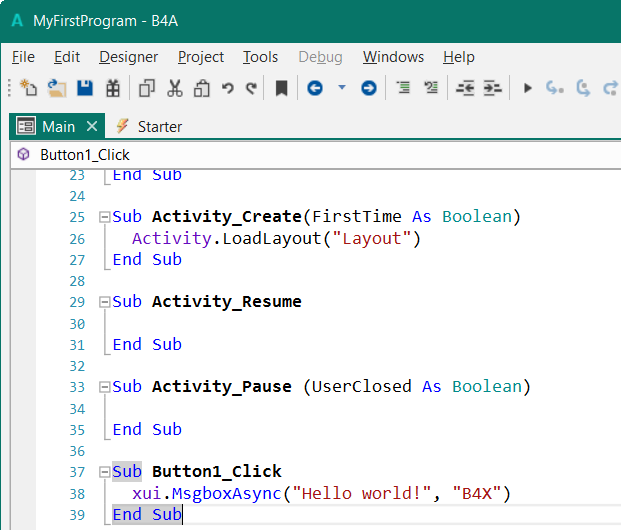 A MyFirstProgram - B4A
File Edit Designer Project Tools Debug Windows Help
Main Starter
Button1_Click
23 End Sub
24
25 Sub Activity_Create(FirstTime As Boolean)
26 Activity.LoadLayout("Layout")
27 End Sub
28
29 Sub Activity_Resume
30
31 End Sub
32
33 Sub Activity_Pause (UserClosed As Boolean)
34
35 End Sub
36
37 Sub Button1_Click
38 xui.MsgboxAsync("Hello world!", "B4X")
39 End Sub